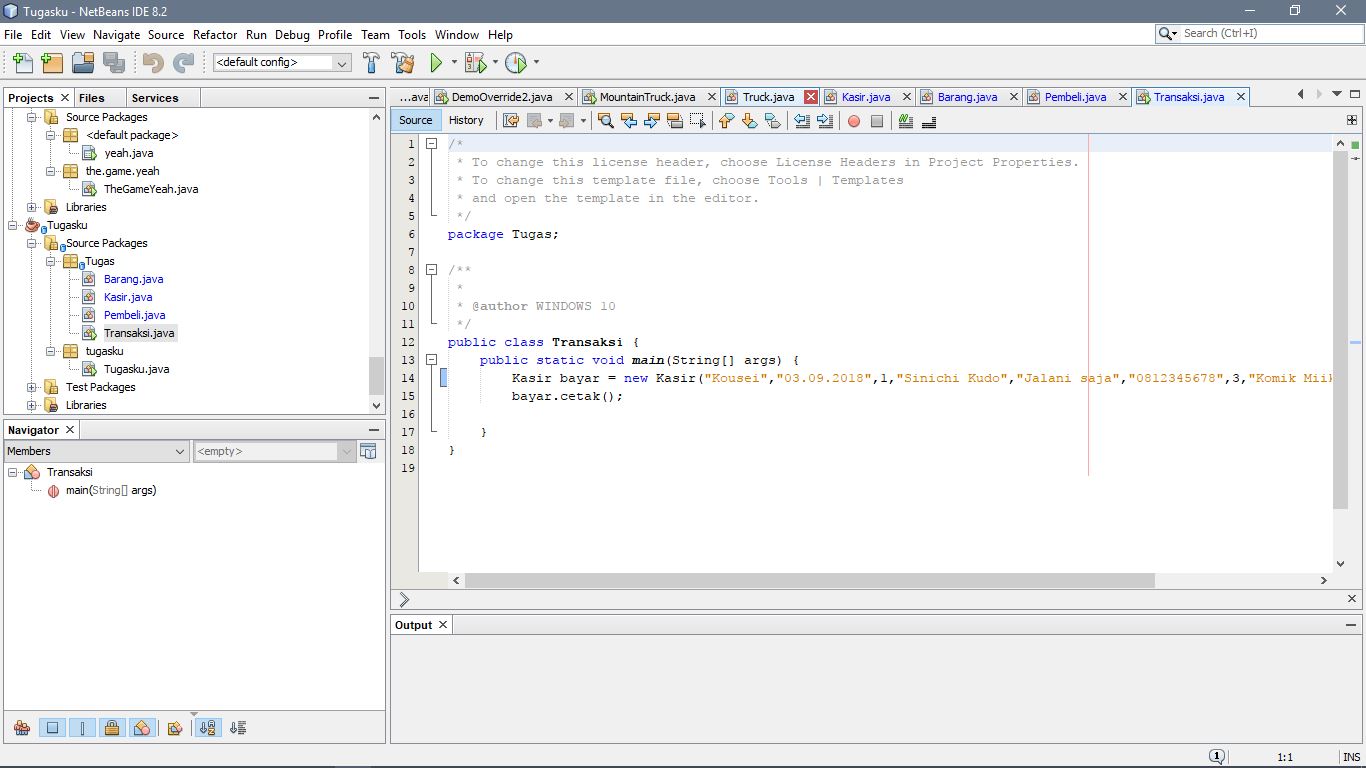 Tugasku - NetBeans IDE 8.2
File Edit View Navigate Source Refactor Run Debug Profile Team Tools Window Help
Search (Ctrl+I)
<default config>
Projects Files Services
Source Packages
<default package>
yeah.java
the.game.yeah
TheGameYeah.java
Libraries
Tugasku
Source Packages
Tugas
Barang.java
Kasir.java
Pembeli.java
Transaksi.java
tugasku
Tugasku.java
Test Packages
Libraries
Navigator
Members <empty>
Transaksi
main(String[] args)
...ava DemoOverride2.java MountainTruck.java Truck.java Kasir.java Barang.java Pembeli.java Transaksi.java
Source History
1 /*
2 * To change this license header, choose License Headers in Project Properties.
3 * To change this template file, choose Tools | Templates
4 * and open the template in the editor.
5 */
6 package Tugas;
7
8 /**
9 *
10 * @author WINDOWS 10
11 */
12 public class Transaksi {
13 public static void main(String[] args) {
14 Kasir bayar = new Kasir("Kousei","03.09.2018",1,"Sinichi Kudo","Jalani saja","0812345678",3,"Komik Miik
15 bayar.cetak();
16
17 }
18 }
19
Output
1 1:1 INS